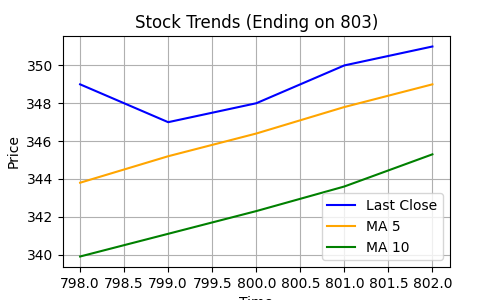 Stock Trends (Ending on 803)
Price
350
348
346
344
342
340
Last Close
MA 5
MA 10
798.0 798.5 799.0 799.5 800.0 800.5 801.0 801.5 802.0
Time